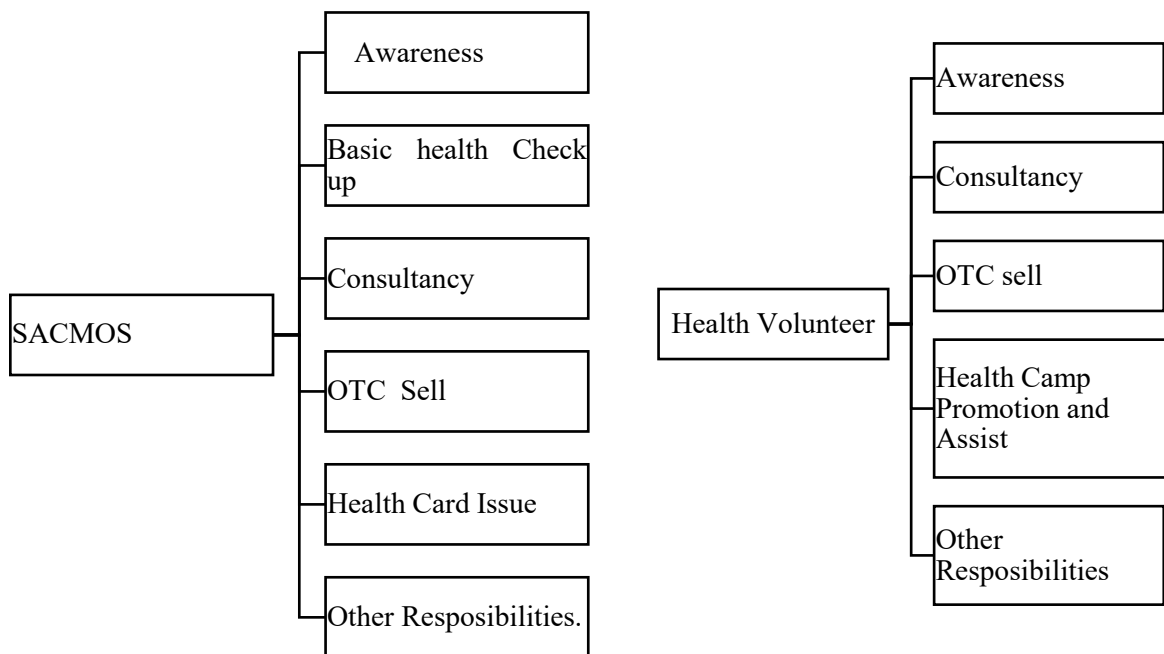 SACMOS
Awareness
Basic health Check
up
Consultancy
OTC Sell
Health Card Issue
Other Resposibilities.
Health Volunteer
Awareness
Consultancy
OTC sell
Health Camp
Promotion and
Assist
Other
Resposibilities